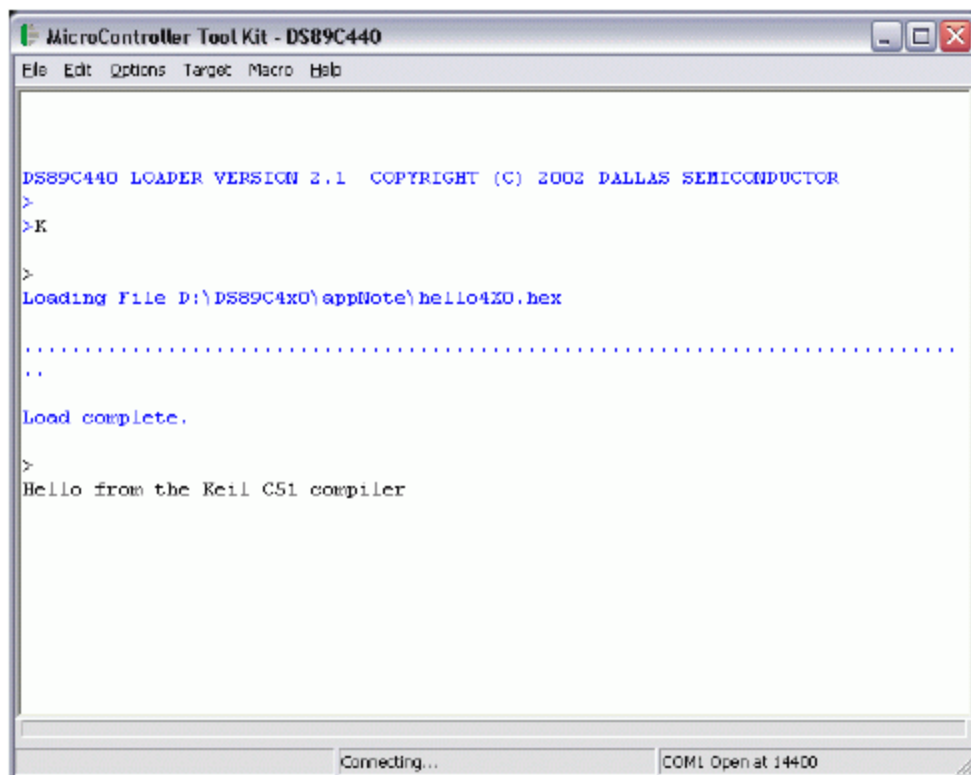 MicroController Tool Kit - DS89C440
File Edit Options Target Macro Help
DS89C440 LOADER VERSION 2.1 COPYRIGHT (C) 2002 DALLAS SEMICONDUCTOR
>
>K
>
Loading File D:\DS89C4x0\appNote\hello4X0.hex
..............................................................................
..
Load complete.
>
Hello from the Keil C51 compiler
Connecting... COM1 Open at 14400